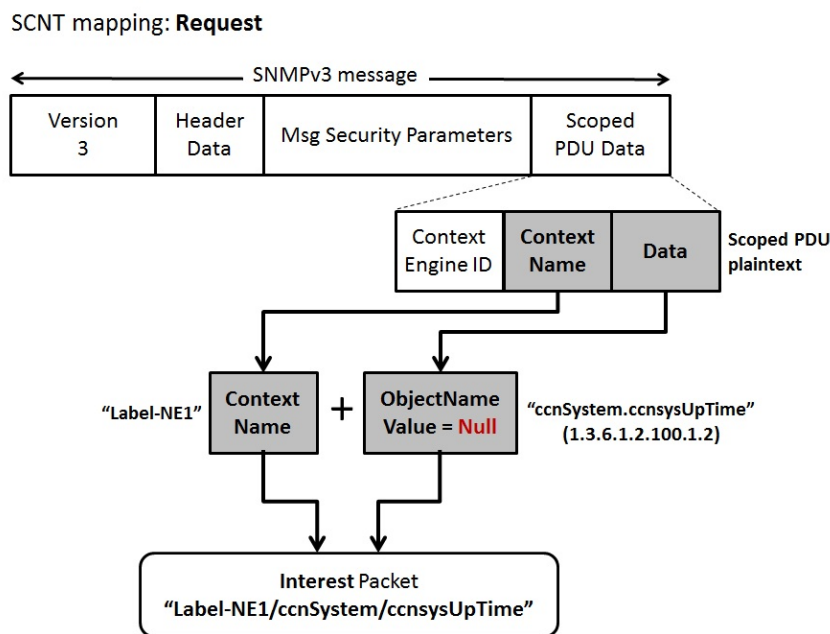 SCNT mapping: Request
SNMPv3 message
Version
3
Header
Data
Msg Security Parameters
Scoped
PDU Data
Context
Engine ID
Context
Name
Data
Scoped PDU
plaintext
"Label-NE1"
Context
Name
+
ObjectName
Value = Null
"ccnSystem.ccnsysUpTime"
(1.3.6.1.2.100.1.2)
Interest Packet
"Label-NE1/ccnSystem/ccnsysUpTime"